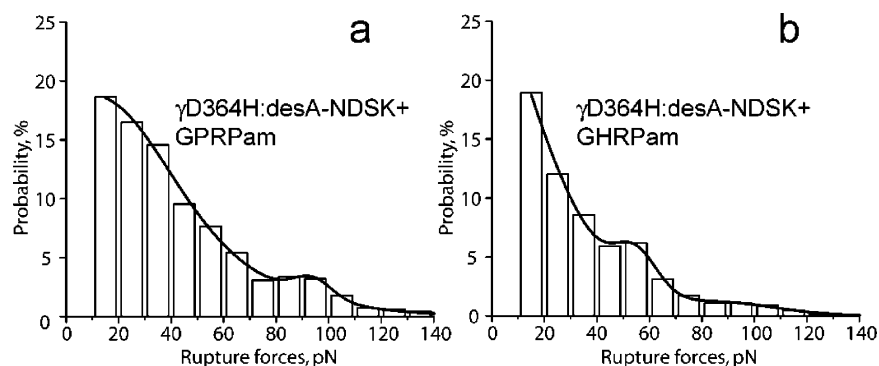 a
25
20
15
10
5
0
Probability, %
γD364H:desA-NDSK+
GPRPam
0 20 40 60 80 100 120 140
Rupture forces, pN
b
25
20
15
10
5
0
Probability, %
γD364H:desA-NDSK+
GHRPam
0 20 40 60 80 100 120 140
Rupture forces, pN